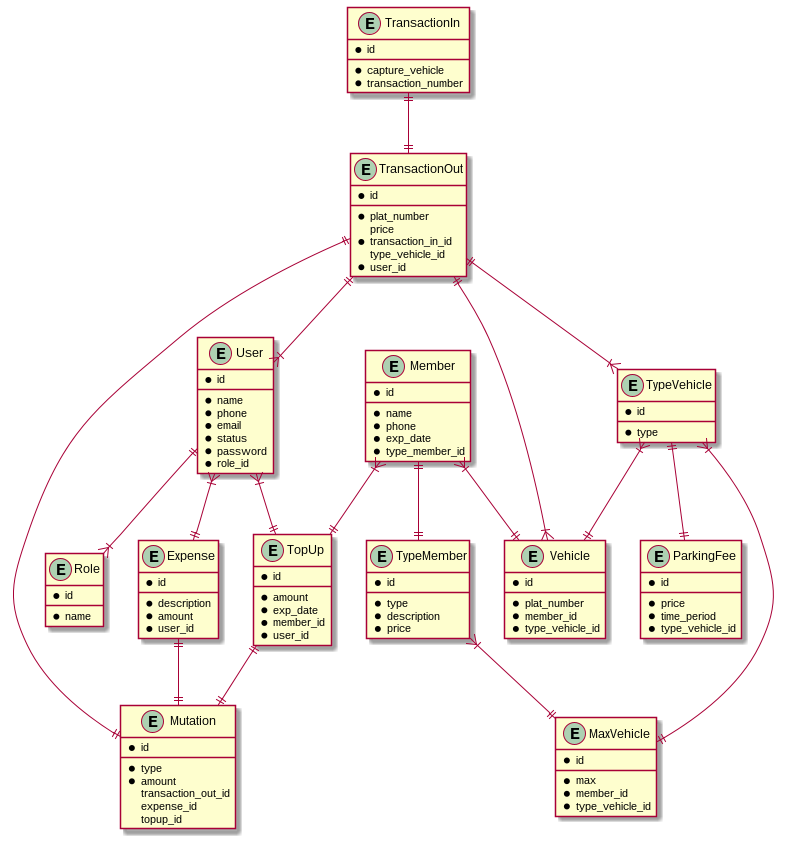 E TransactionIn
id
capture_vehicle
transaction_number
E TransactionOut
id
plat_number
price
transaction_in_id
type_vehicle_id
user_id
E User
id
name
phone
email
status
password
role_id
E Member
id
name
phone
exp_date
type_member_id
E TypeVehicle
id
type
E Role
id
name
E Expense
id
description
amount
user_id
E TopUp
id
amount
exp_date
member_id
user_id
E TypeMember
id
type
description
price
E Vehicle
id
plat_number
member_id
type_vehicle_id
E ParkingFee
id
price
time_period
type_vehicle_id
E Mutation
id
type
amount
transaction_out_id
expense_id
topup_id
E MaxVehicle
id
max
member_id
type_vehicle_id